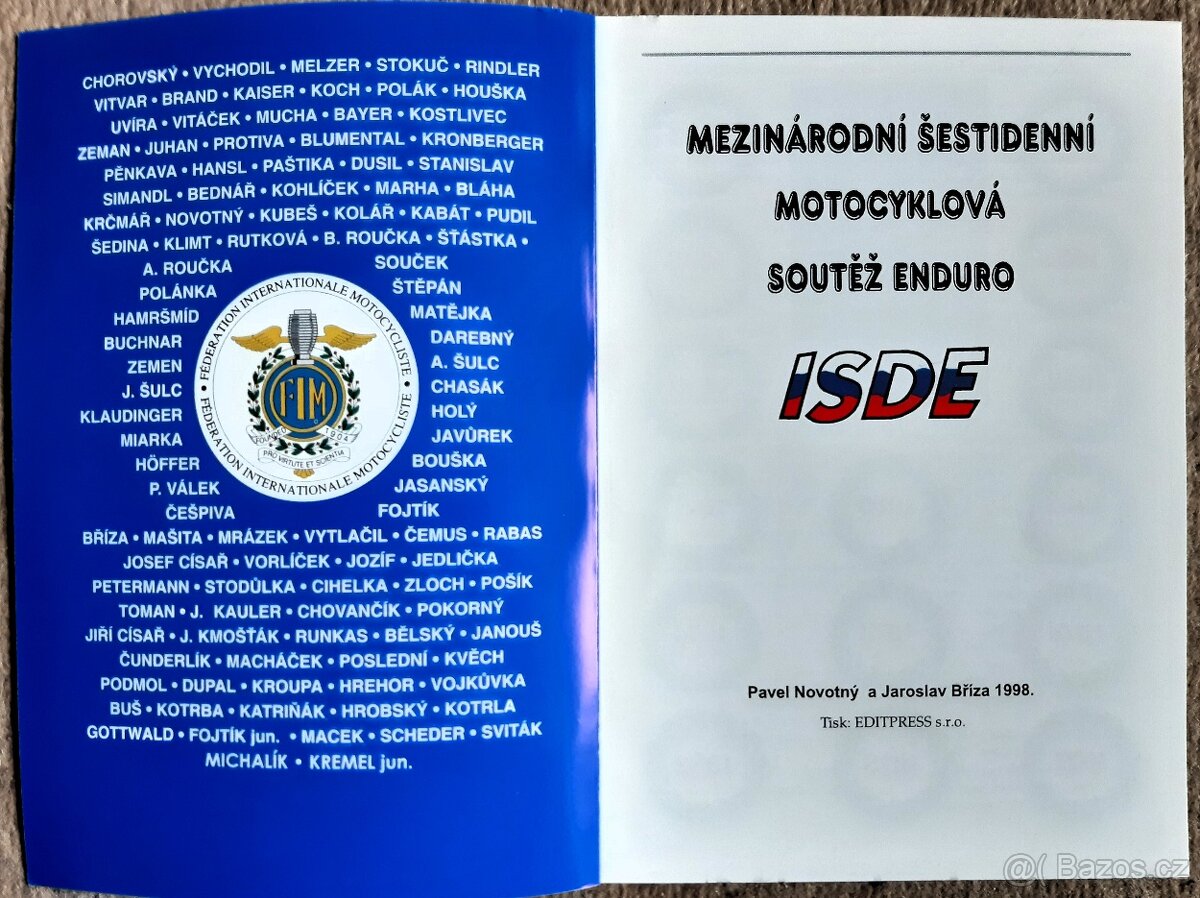 CHOROVSKÝ • VYCHODIL • MELZER • STOKUČ • RINDLER
VITVAR • BRAND • KAISER • KOCH • POLÁK • HOUŠKA
UVÍRA • VITÁČEK • MUCHA • BAYER • KOSTLIVEC
ZEMAN • JUHAN • PROTIVA • BLUMENTAL • KRONBERGER
PĚNKAVA • HANSL • PAŠTIKA • DUSIL • STANISLAV
SIMANDL • BEDNÁŘ • KOHLÍČEK • MARHA • BLÁHA
KRČMÁŘ • NOVOTNÝ • KUBEŠ • KOLÁŘ • KABÁT • PUDIL
ŠEDINA • KLIMT • RUTKOVÁ • B. ROUČKA • ŠŤÁSTKA •
A. ROUČKA
POLÁNKA
HAMRŠMÍD
BUCHNAR
ZEMEN
J. ŠULC
KLAUDINGER
MIARKA
HÖFFER
P. VÁLEK
ČEŠPIVA
• FÉDERATION INTERNATIONALE MOTOCYCLISTE •
FÉDERATION INTERNATIONALE MOTOCYCLISTE
FIM
FOUNDED 1904
PRO VIRTUTE ET SCIENTIA
SOUČEK
ŠTĚPÁN
MATĚJKA
DAREBNÝ
A. ŠULC
CHASÁK
HOLÝ
JAVŮREK
BOUŠKA
JASANSKÝ
FOJTÍK
BŘÍZA • MAŠITA • MRÁZEK • VYTLAČIL • ČEMUS • RABAS
JOSEF CÍSAŘ • VORLÍČEK • JOZÍF • JEDLIČKA
PETERMANN • STODŮLKA • CIHELKA • ZLOCH • POŠÍK
TOMAN • J. KAULER • CHOVANČÍK • POKORNÝ
JIŘÍ CÍSAŘ • J. KMOŠŤÁK • RUNKAS • BĚLSKÝ • JANOUŠ
ČUNDERLÍK • MACHÁČEK • POSLEDNÍ • KVĚCH
PODMOL • DUPAL • KROUPA • HREHOR • VOJKŮVKA
BUŠ • KOTRBA • KATRIŇÁK • HROBSKÝ • KOTRLA
GOTTWALD • FOJTÍK jun. • MACEK • SCHEDER • SVITÁK
MICHALÍK • KREMEL jun.
MEZINÁRODNÍ ŠESTIDENNÍ
MOTOCYKLOVÁ
SOUTĚŽ ENDURO
ISDE
Pavel Novotný a Jaroslav Bříza 1998.
Tisk: EDITPRESS s.r.o.
@( Bazos.cz